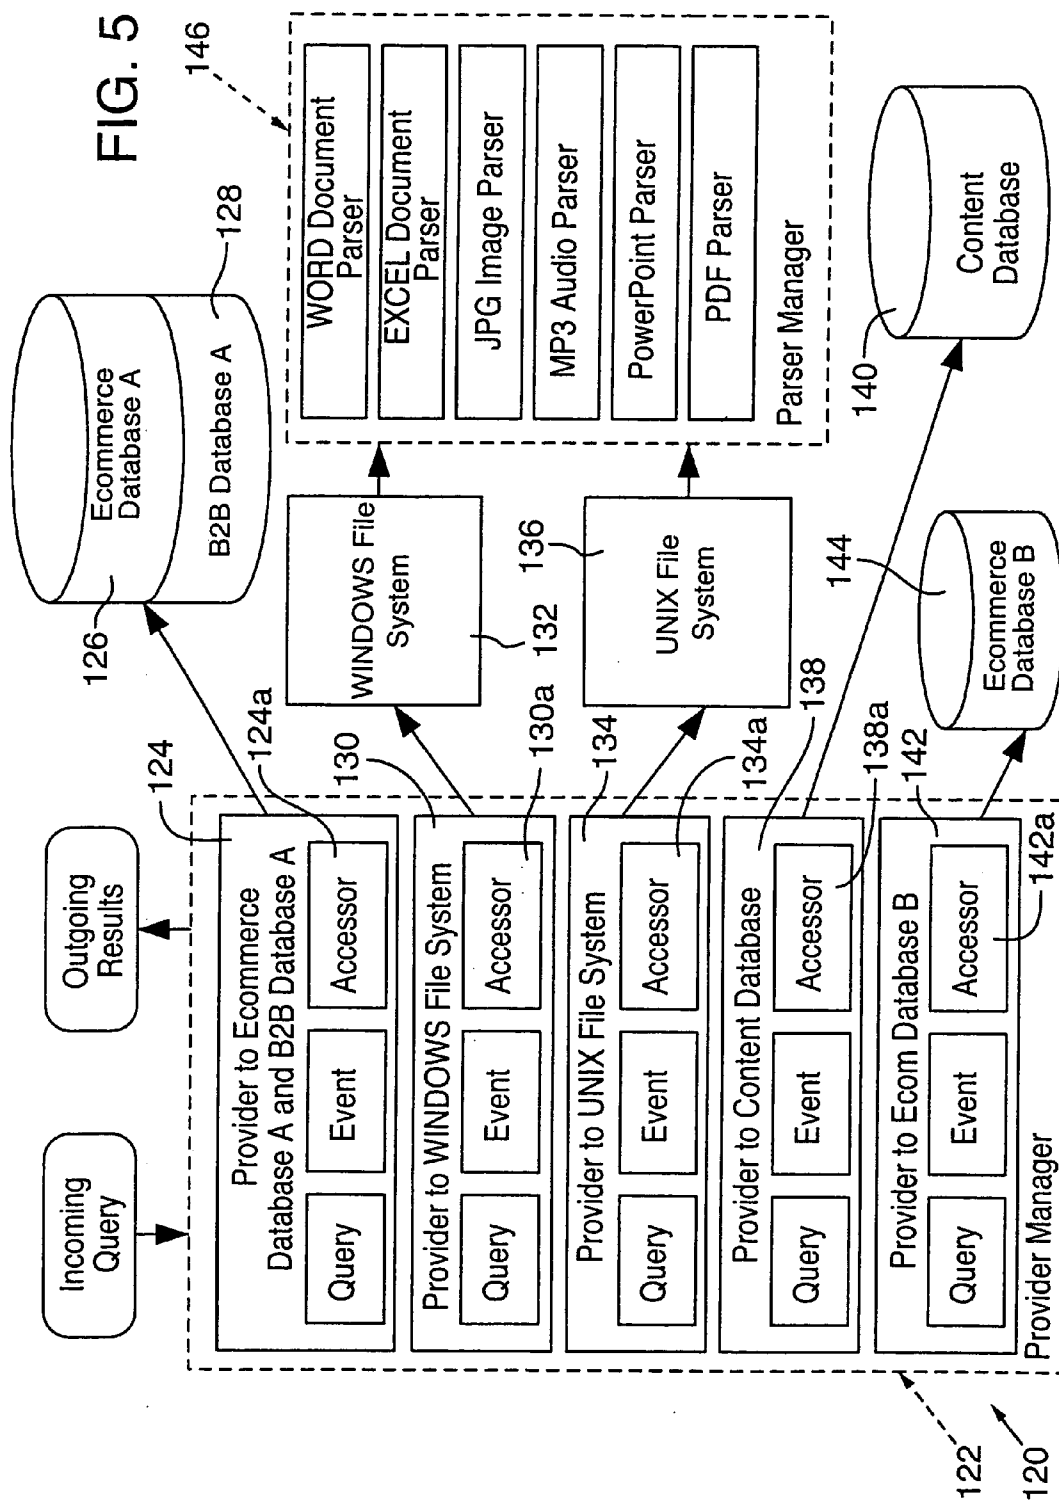 FIG. 5
Incoming
Query
Outgoing
Results
124
Provider to Ecommerce
Database A and B2B Database A
Query
Event
Accessor
124a
130
Provider to WINDOWS File System
Query
Event
Accessor
130a
134
Provider to UNIX File System
Query
Event
Accessor
134a
138
Provider to Content Database
Query
Event
Accessor
138a
142
Provider to Ecom Database B
Query
Event
Accessor
142a
Provider Manager
122
120
126
Ecommerce
Database A
128
B2B Database A
WINDOWS File
System
132
136
UNIX File
System
144
Ecommerce
Database B
146
WORD Document
Parser
EXCEL Document
Parser
JPG Image Parser
MP3 Audio Parser
PowerPoint Parser
PDF Parser
Parser Manager
140
Content
Database